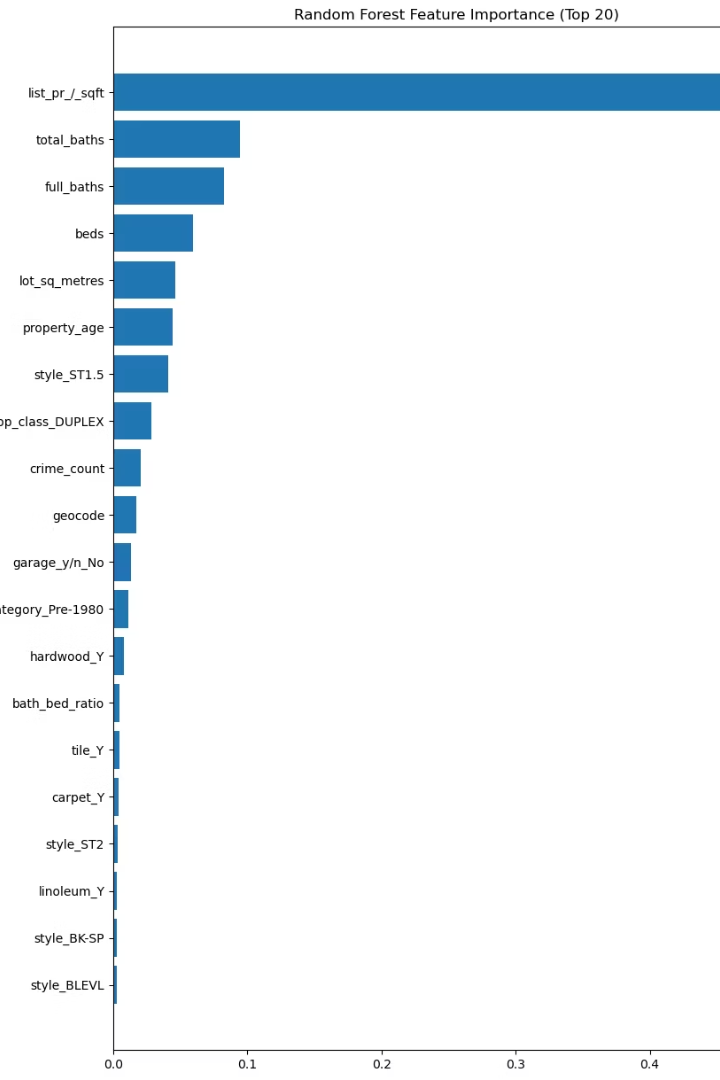 Random Forest Feature Importance (Top 20)
list_pr_/_sqft
total_baths
full_baths
beds
lot_sq_metres
property_age
style_ST1.5
op_class_DUPLEX
crime_count
geocode
garage_y/n_No
tegory_Pre-1980
hardwood_Y
bath_bed_ratio
tile_Y
carpet_Y
style_ST2
linoleum_Y
style_BK-SP
style_BLEVL
0.0 0.1 0.2 0.3 0.4